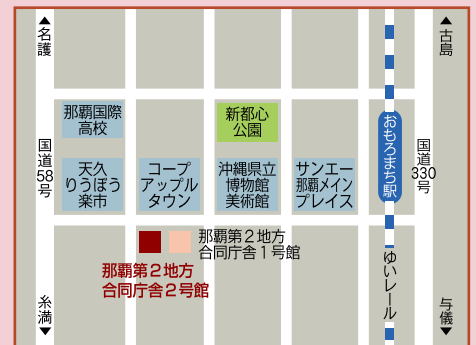 ▲
名
護
▲
古
島
那覇国際
高校
新都心
公園
国
道
58
号
天久
りうぼう
楽市
コープ
アップル
タウン
沖縄県立
博物館
美術館
サンエー
那覇メイン
プレイス
おもろまち駅
国
道
330
号
那覇第2地方
合同庁舎1号館
那覇第2地方
合同庁舎2号館
ゆいレール
糸
満
▼
与
儀
▼